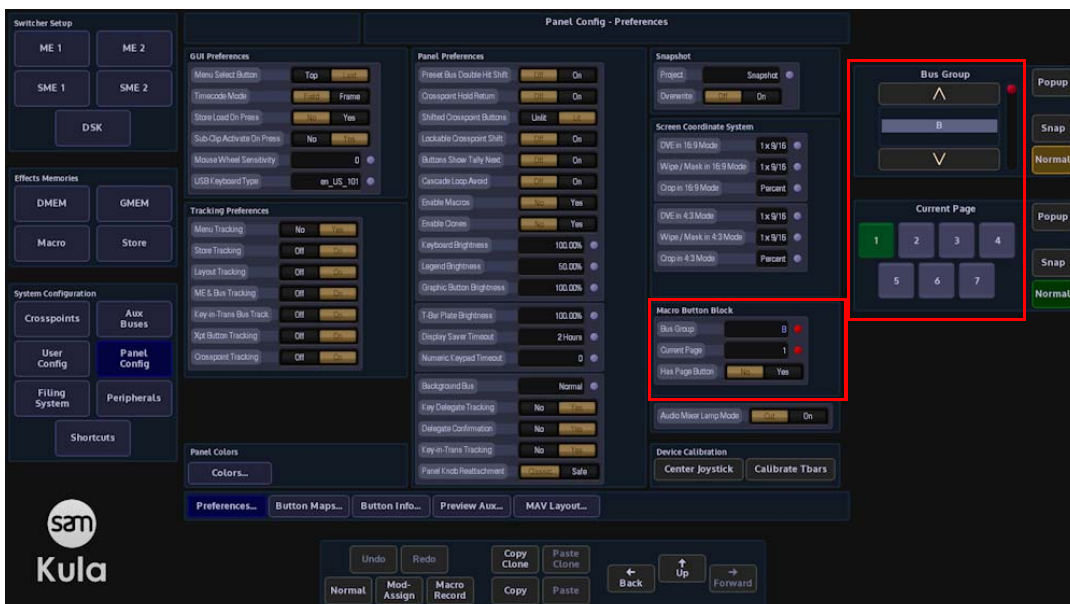 Switcher Setup
ME 1 ME 2
SME 1 SME 2
DSK
Effects Memories
DMEM GMEM
Macro Store
System Configuration
Crosspoints Aux Buses
User Config Panel Config
Filing System Peripherals
Shortcuts
sam
Kula
Panel Config - Preferences
GUI Preferences
Menu Select Button Top Last
Timecode Mode Field Frame
Store Load On Press No Yes
Sub-Clip Activate On Press No Yes
Mouse Wheel Sensitivity 0
USB Keyboard Type en_US_101
Tracking Preferences
Menu Tracking No Yes
Store Tracking Off On
Layout Tracking Off On
ME & Bus Tracking Off On
Key-in-Trans Bus Track Off On
Xpt Button Tracking Off On
Crosspoint Tracking Off On
Panel Colors
Colors...
Panel Preferences
Preset Bus Double Hit Shift Off On
Crosspoint Hold Return Off On
Shifted Crosspoint Buttons Unlit Lit
Lockable Crosspoint Shift Off On
Buttons Show Tally Next Off On
Cascade Loop Avoid Off On
Enable Macros No Yes
Enable Clones No Yes
Keyboard Brightness 100.00%
Legend Brightness 50.00%
Graphic Button Brightness 100.00%
T-Bar Plate Brightness 100.00%
Display Saver Timeout 2 Hours
Numeric Keypad Timeout 0
Background Bus Normal
Key Delegate Tracking No Yes
Delegate Confirmation No Yes
Key-in-Trans Tracking No Yes
Panel Knob Reattachment Classic Safe
Snapshot
Project Snapshot
Overwrite Off On
Screen Coordinate System
DVE in 16:9 Mode 1 x 9/16
Wipe / Mask in 16:9 Mode 1 x 9/16
Crop in 16:9 Mode Percent
DVE in 4:3 Mode 1 x 9/16
Wipe / Mask in 4:3 Mode 1 x 9/16
Crop in 4:3 Mode Percent
Macro Button Block
Bus Group B
Current Page 1
Has Page Button No Yes
Audio Mixer Lamp Mode Off On
Device Calibration
Center Joystick Calibrate Tbars
Preferences... Button Maps... Button Info... Preview Aux... MAV Layout...
Undo Redo Copy Clone Paste Clone
Normal Mod-Assign Macro Record Copy Paste
Back Up Forward
Bus Group
B
Popup
Snap
Normal
Current Page
1 2 3 4
5 6 7
Popup
Snap
Normal